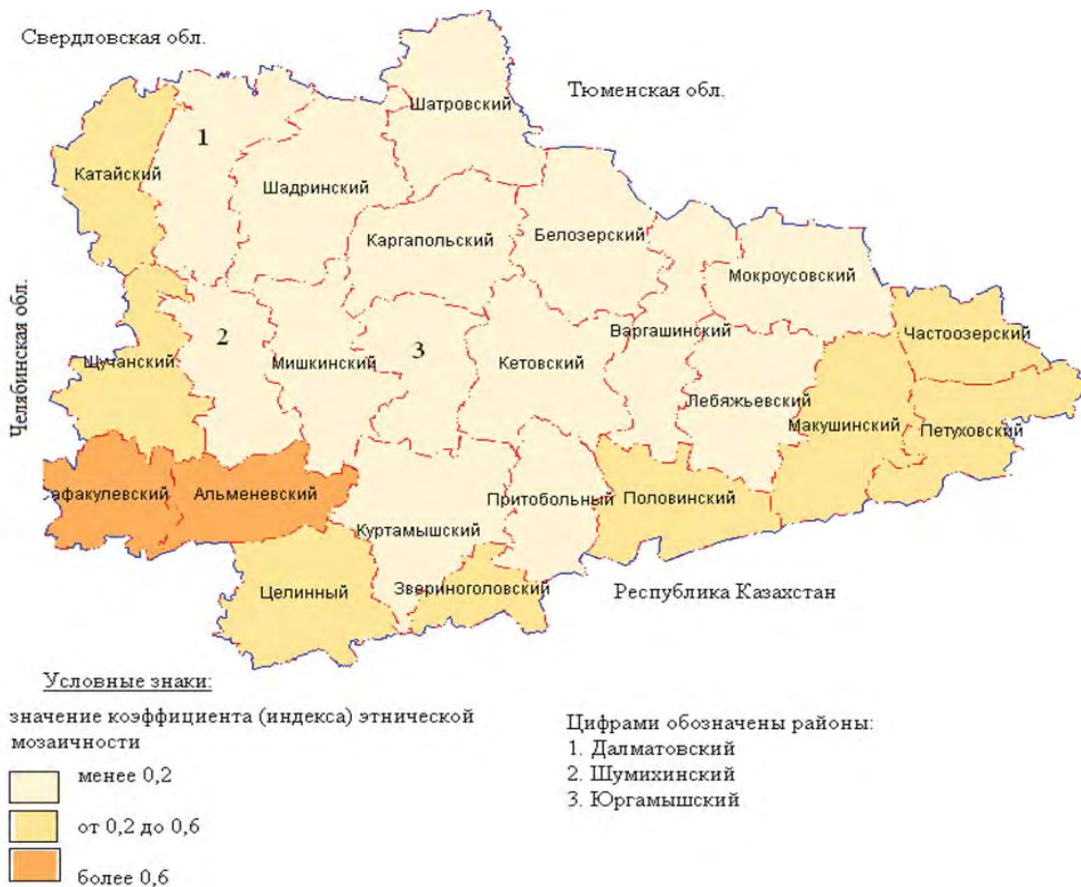 Свердловская обл.
Тюменская обл.
Шатровский
1
Катайский
Шадринский
Каргапольский
Белозерский
Мокроусовский
Челябинская обл.
Частоозерский
Варгашинский
2
3
Щучанский
Мишкинский
Кетовский
Лебяжьевский
Макушинский
Петуховский
афакулевский
Альменевский
Притобольный
Половинский
Куртамышский
Звериноголовский
Целинный
Республика Казахстан
Условные знаки:
значение коэффициента (индекса) этнической
мозаичности
менее 0,2
от 0,2 до 0,6
более 0,6
Цифрами обозначены районы:
1. Далматовский
2. Шумихинский
3. Юргамышский